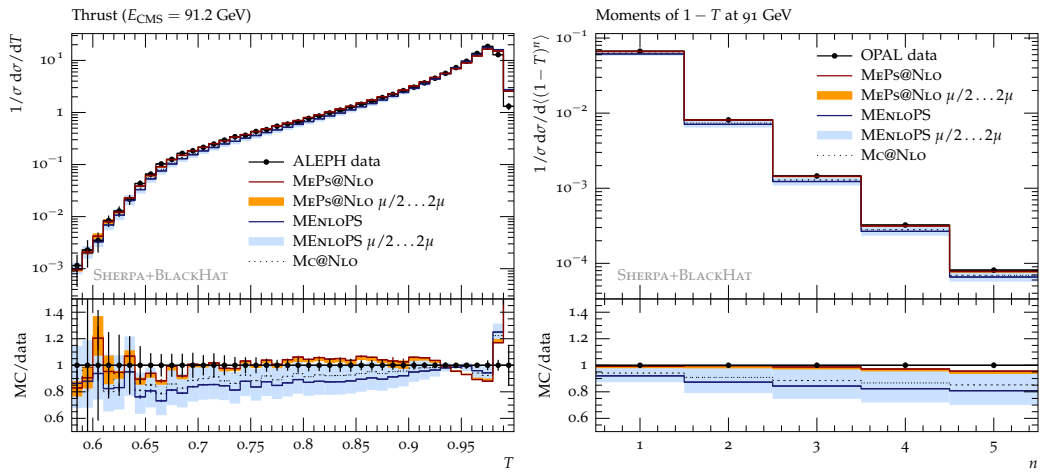 Thrust (E_CMS = 91.2 GeV)
1/σ dσ/dT
10^1
1
10^−1
10^−2
10^−3
ALEPH data
MEPS@NLO
MEPS@NLO μ/2...2μ
MENLOPS
MENLOPS μ/2...2μ
MC@NLO
SHERPA+BLACKHAT
MC/data
1.4
1.2
1
0.8
0.6
0.6 0.65 0.7 0.75 0.8 0.85 0.9 0.95
T
Moments of 1 − T at 91 GeV
1/σ dσ/d⟨(1 − T)^n⟩
10^−1
10^−2
10^−3
10^−4
OPAL data
MEPS@NLO
MEPS@NLO μ/2...2μ
MENLOPS
MENLOPS μ/2...2μ
MC@NLO
SHERPA+BLACKHAT
MC/data
1.4
1.2
1
0.8
0.6
1 2 3 4 5
n